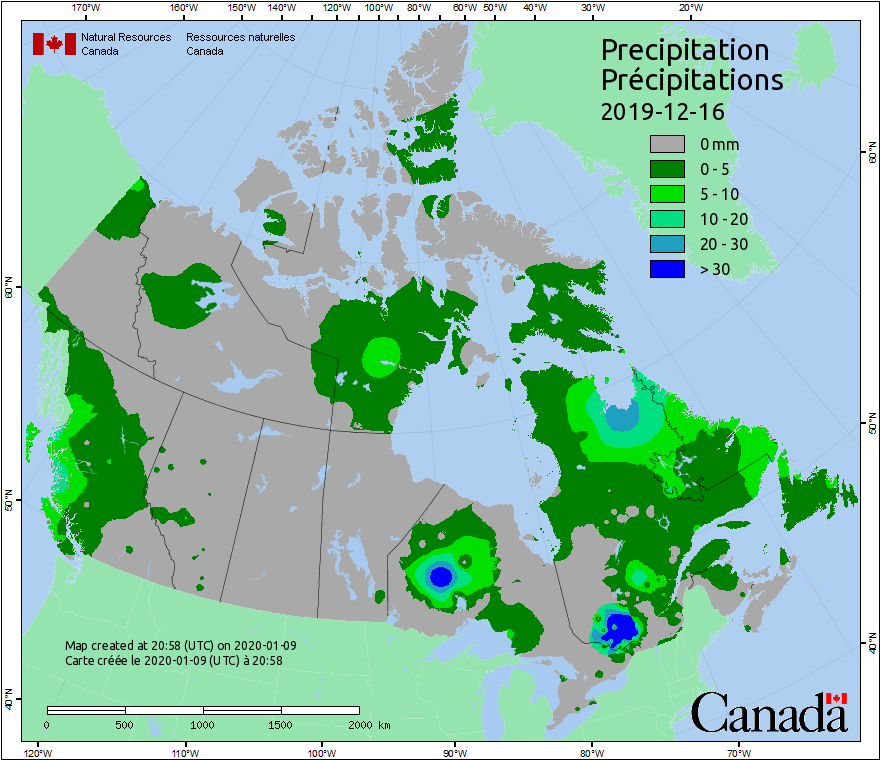 170°W 160°W 150°W 140°W 120°W 100°W 80°W 60°W 50°W 40°W 30°W 20°W
Natural Resources Ressources naturelles
Canada Canada
Precipitation
Précipitations
2019-12-16
0 mm
0 - 5
5 - 10
10 - 20
20 - 30
> 30
60°N 60°N
50°N 50°N
40°N 40°N
Map created at 20:58 (UTC) on 2020-01-09
Carte créée le 2020-01-09 (UTC) à 20:58
0 500 1000 1500 2000 km
Canada
120°W 110°W 100°W 90°W 80°W 70°W